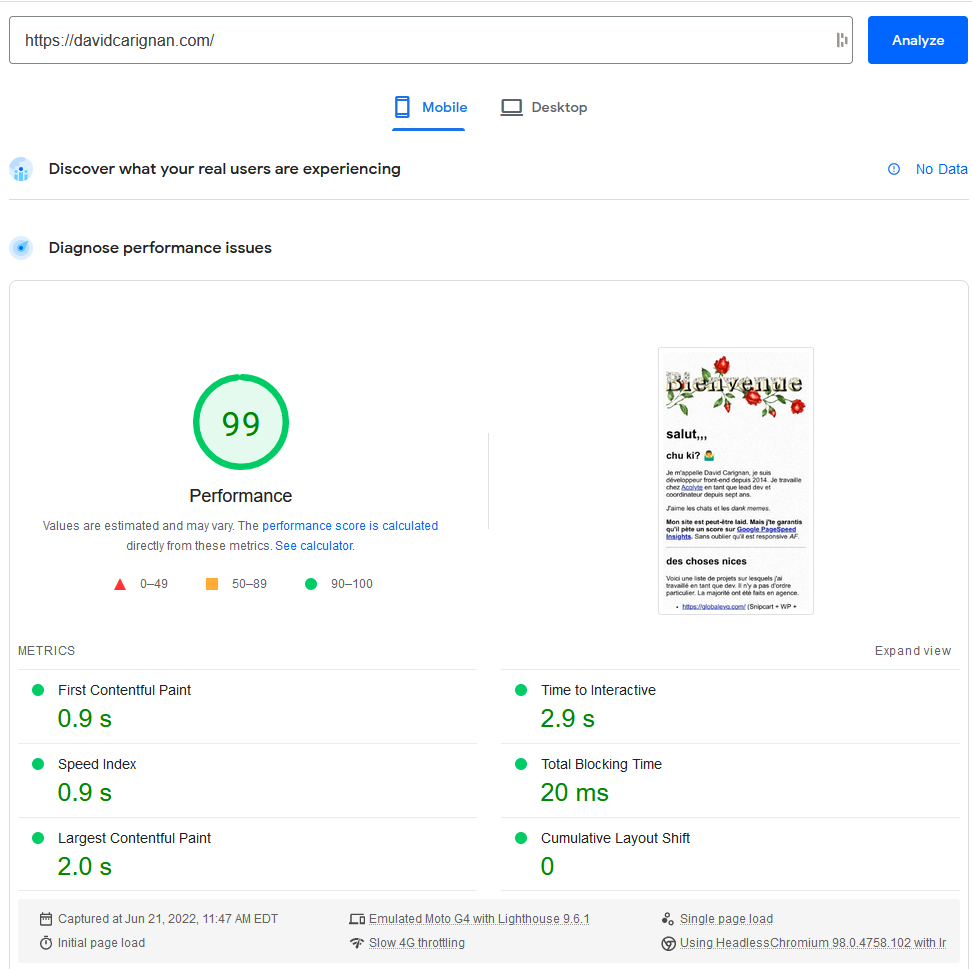 https://davidcarignan.com/
Analyze
Mobile
Desktop
Discover what your real users are experiencing
No Data
Diagnose performance issues
99
Performance
Values are estimated and may vary. The performance score is calculated
directly from these metrics. See calculator.
0–49
50–89
90–100
Bienvenue
salut,,,
chu ki? 🤷‍♂️
Je m'appelle David Carignan, je suis
développeur front-end depuis 2014. Je travaille
chez Acolyte en tant que lead dev et
coordinateur depuis sept ans.
J'aime les chats et les dank memes.
Mon site est peut-être laid. Mais j'te garantis
qu'il pète un score sur Google PageSpeed
Insights. Sans oublier qu'il est responsive AF.
des choses nices
Voici une liste de projets sur lesquels j'ai
travaillé en tant que dev. Il n'y a pas d'ordre
particulier. La majorité ont été faits en agence.
• https://globalevq.com/ (Snipcart + WP +
METRICS
Expand view
First Contentful Paint
0.9 s
Time to Interactive
2.9 s
Speed Index
0.9 s
Total Blocking Time
20 ms
Largest Contentful Paint
2.0 s
Cumulative Layout Shift
0
Captured at Jun 21, 2022, 11:47 AM EDT
Emulated Moto G4 with Lighthouse 9.6.1
Single page load
Initial page load
Slow 4G throttling
Using HeadlessChromium 98.0.4758.102 with lr